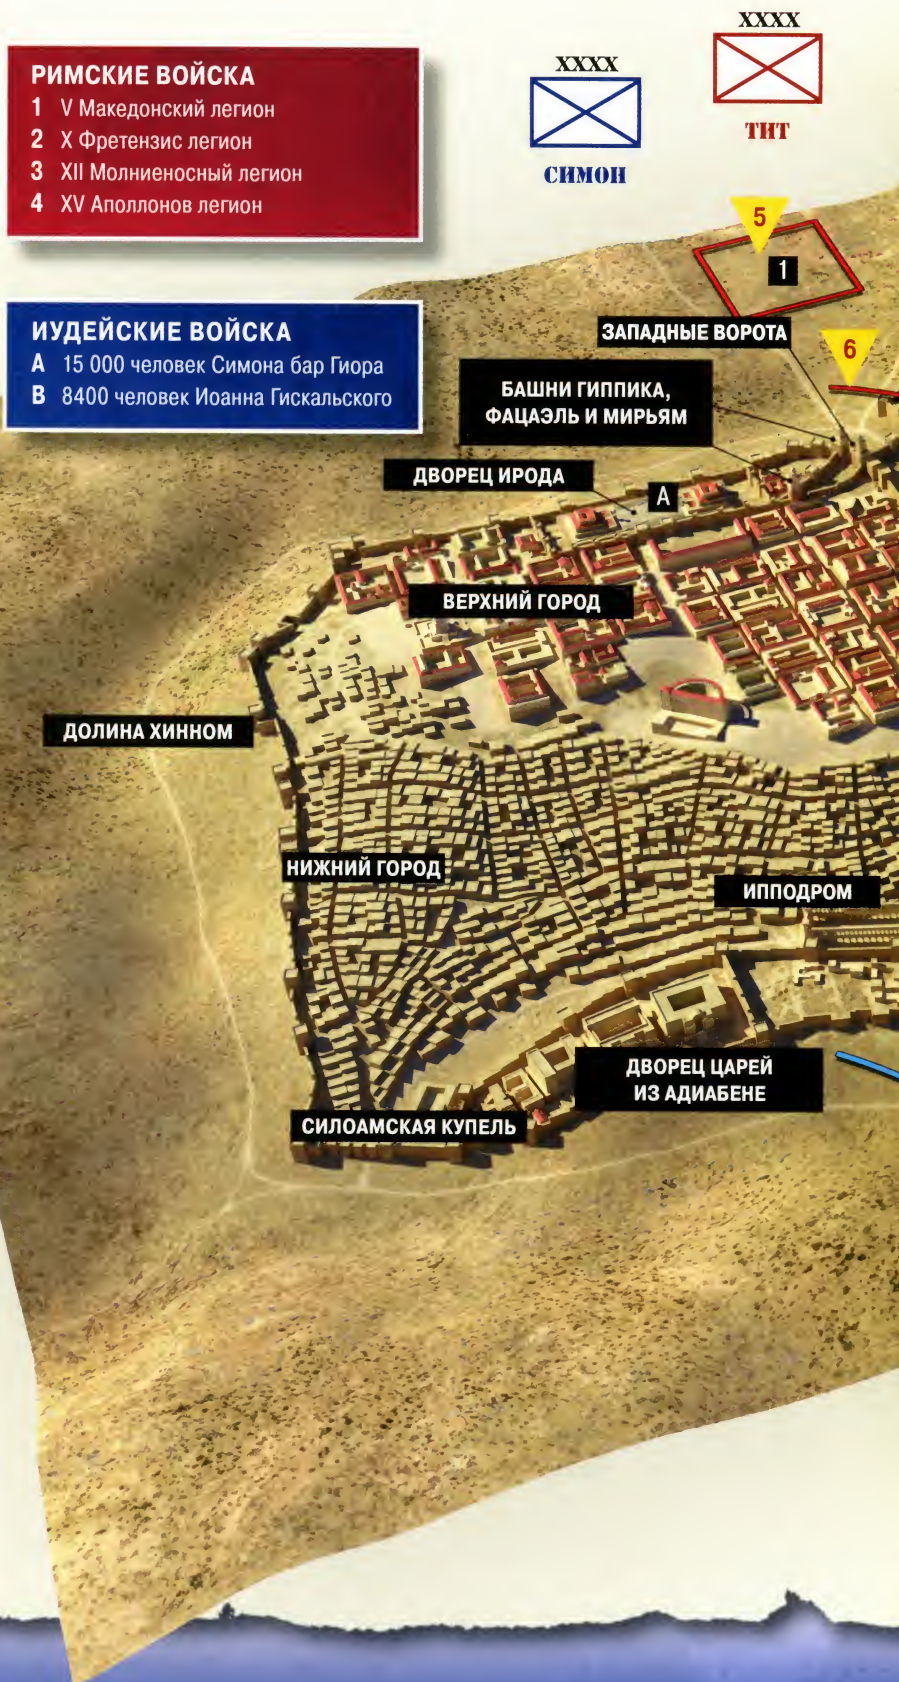 XXXX
ТИТ
XXXX
СИМОН
РИМСКИЕ ВОЙСКА
1 V Македонский легион
2 X Фретензис легион
3 XII Молниеносный легион
4 XV Аполлонов легион
5
1
ИУДЕЙСКИЕ ВОЙСКА
A 15 000 человек Симона бар Гиора
B 8400 человек Иоанна Гискальского
ЗАПАДНЫЕ ВОРОТА
6
БАШНИ ГИППИКА,
ФАЦАЭЛЬ И МИРЬЯМ
ДВОРЕЦ ИРОДА
A
ВЕРХНИЙ ГОРОД
ДОЛИНА ХИННОМ
НИЖНИЙ ГОРОД
ИППОДРОМ
ДВОРЕЦ ЦАРЕЙ
ИЗ АДИАБЕНЕ
СИЛОАМСКАЯ КУПЕЛЬ